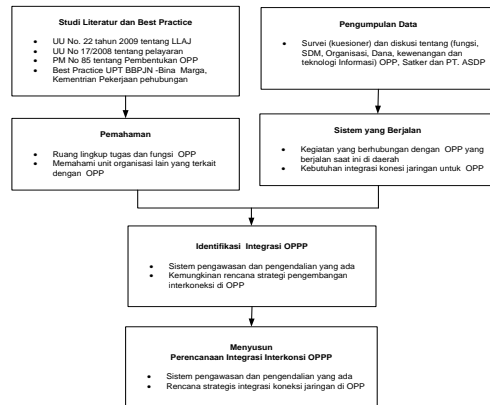 Studi Literatur dan Best Practice
• UU No. 22 tahun 2009 tentang LLAJ
• UU No 17/2008 tentang pelayaran
• PM No 85 tentang Pembentukan OPP
• Best Practice UPT BBPJN -Bina  Marga,
Kementrian Pekerjaan pehubungan
Pengumpulan Data
• Survei (kuesioner) dan diskusi tentang (fungsi,
SDM, Organisasi, Dana, kewenangan dan
teknologi Informasi) OPP, Satker dan PT. ASDP
Pemahaman
• Ruang lingkup tugas dan fungsi  OPP
• Memahami unit organisasi lain yang terkait
dengan  OPP
Sistem yang Berjalan
• Kegiatan yang berhubungan dengan  OPP yang
berjalan saat ini di daerah
• Kebutuhan integrasi konesi jaringan untuk  OPP
Identifikasi  Integrasi OPPP
• Sistem pengawasan dan pengendalian yang ada
• Kemungkinan rencana strategi pengembangan
interkoneksi di OPP
Menyusun
Perencanaan Integrasi Interkonsi OPPP
• Sistem pengawasan dan pengendalian yang ada
• Rencana strategis integrasi koneksi jaringan di OPP